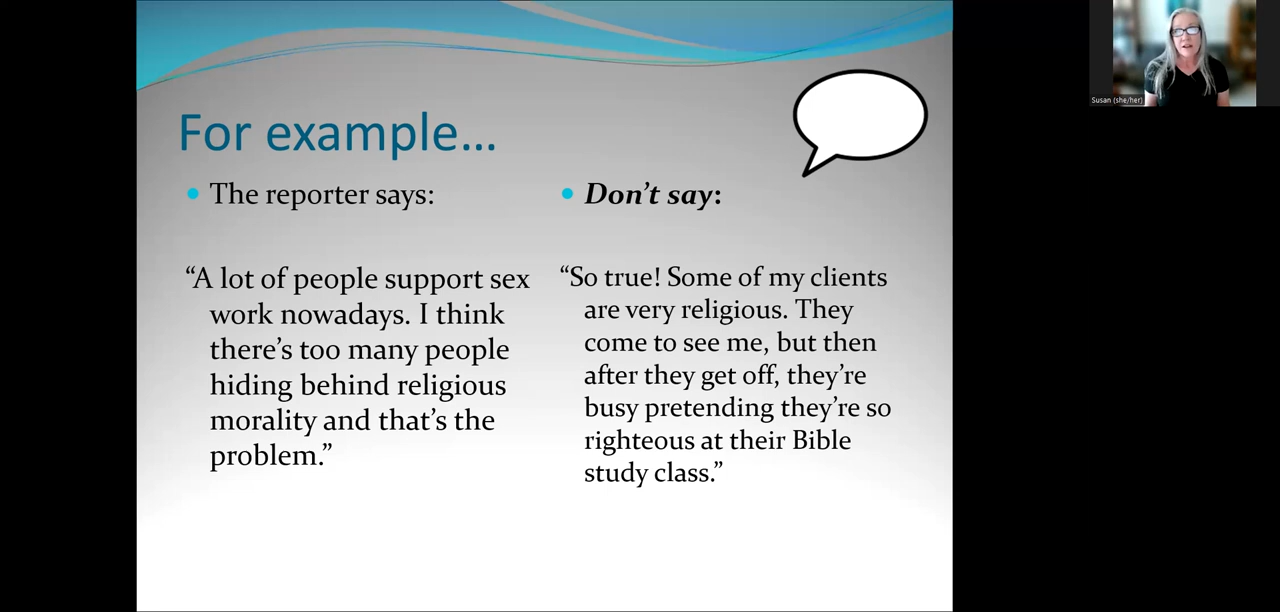 For example...
The reporter says:
“A lot of people support sex
work nowadays. I think
there’s too many people
hiding behind religious
morality and that’s the
problem.”
Don’t say:
“So true! Some of my clients
are very religious. They
come to see me, but then
after they get off, they’re
busy pretending they’re so
righteous at their Bible
study class.”
Susan (she/her)